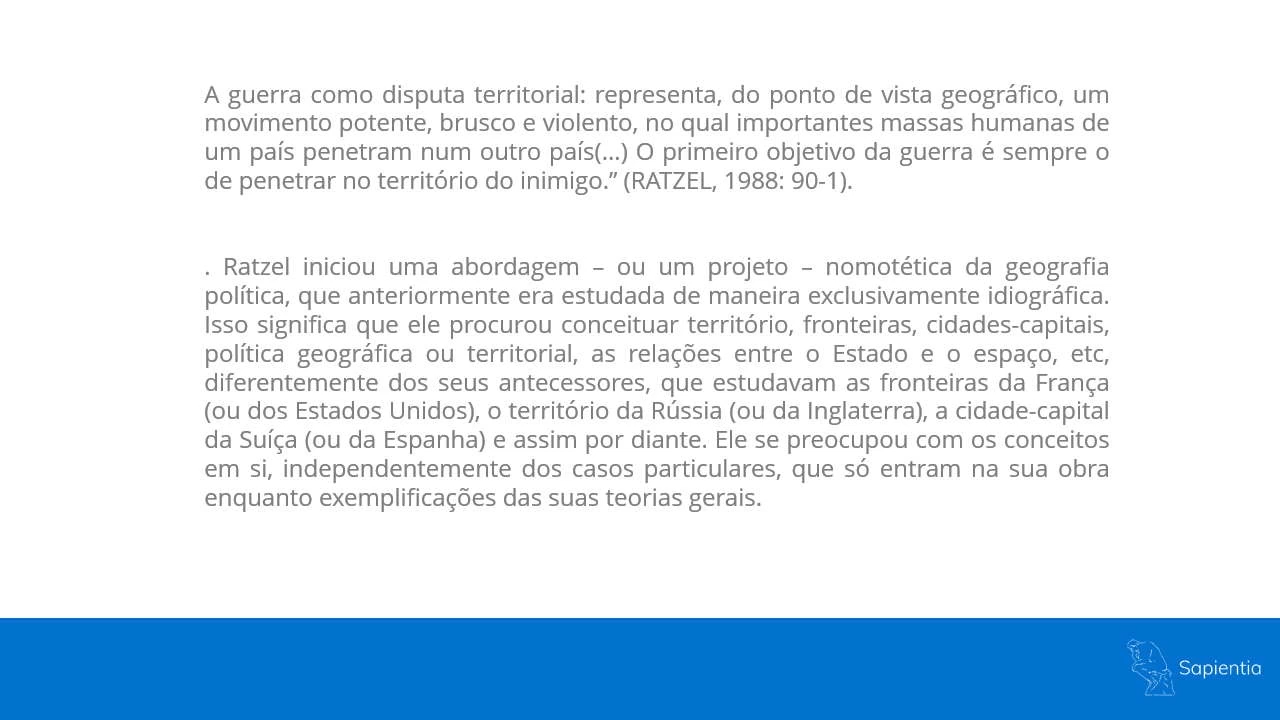 A guerra como disputa territorial: representa, do ponto de vista geográfico, um
movimento potente, brusco e violento, no qual importantes massas humanas de
um país penetram num outro país(...) O primeiro objetivo da guerra é sempre o
de penetrar no território do inimigo.” (RATZEL, 1988: 90-1).
. Ratzel iniciou uma abordagem – ou um projeto – nomotética da geografia
política, que anteriormente era estudada de maneira exclusivamente idiográfica.
Isso significa que ele procurou conceituar território, fronteiras, cidades-capitais,
política geográfica ou territorial, as relações entre o Estado e o espaço, etc,
diferentemente dos seus antecessores, que estudavam as fronteiras da França
(ou dos Estados Unidos), o território da Rússia (ou da Inglaterra), a cidade-capital
da Suíça (ou da Espanha) e assim por diante. Ele se preocupou com os conceitos
em si, independentemente dos casos particulares, que só entram na sua obra
enquanto exemplificações das suas teorias gerais.
Sapientia